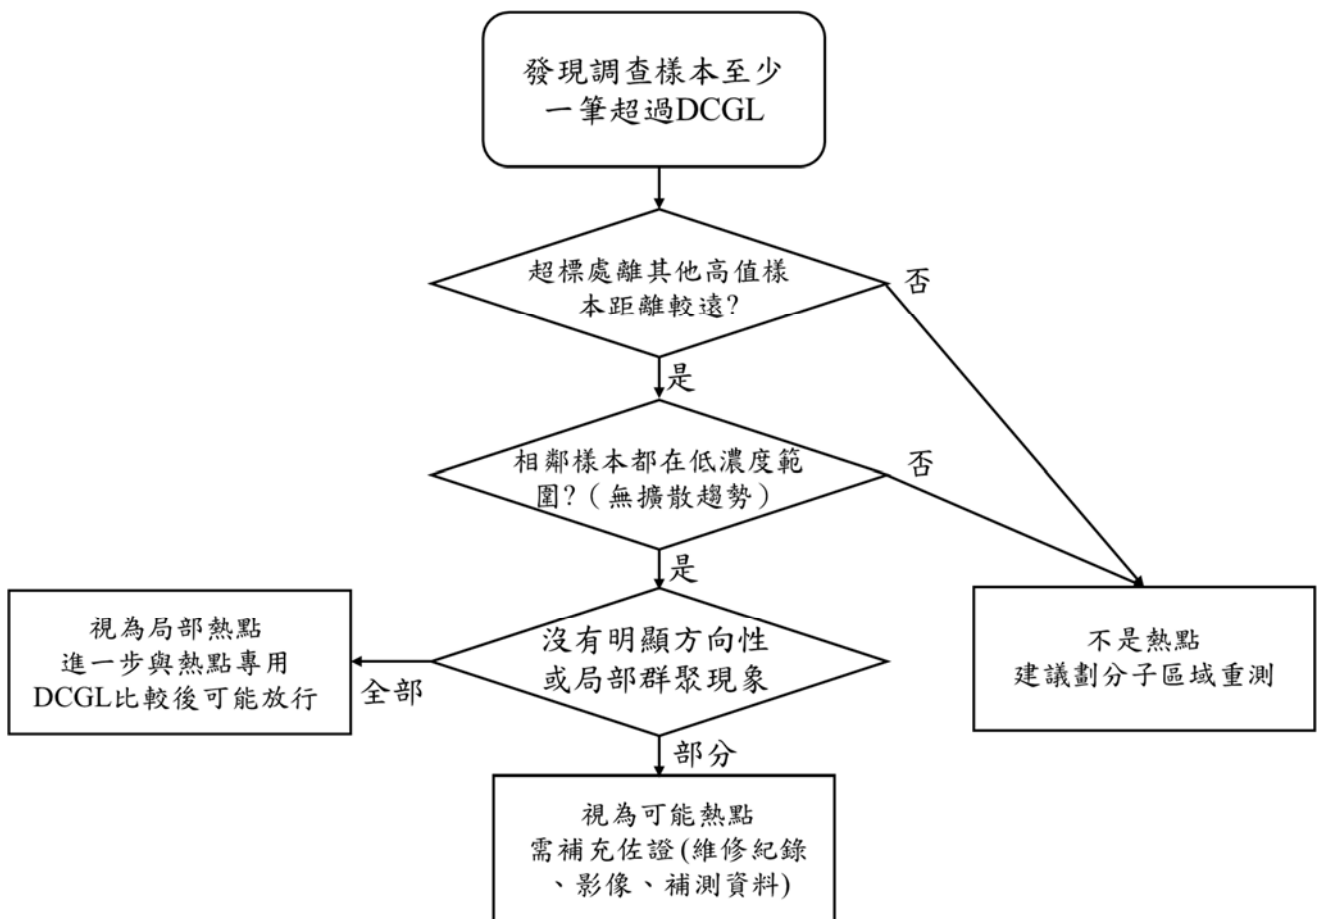 發現調查樣本至少
一筆超過DCGL
超標處離其他高值樣
本距離較遠?
否
是
相鄰樣本都在低濃度範
圍?（無擴散趨勢）
否
是
沒有明顯方向性
或局部群聚現象
全部
視為局部熱點
進一步與熱點專用
DCGL比較後可能放行
不是熱點
建議劃分子區域重測
部分
視為可能熱點
需補充佐證(維修紀錄
、影像、補測資料)